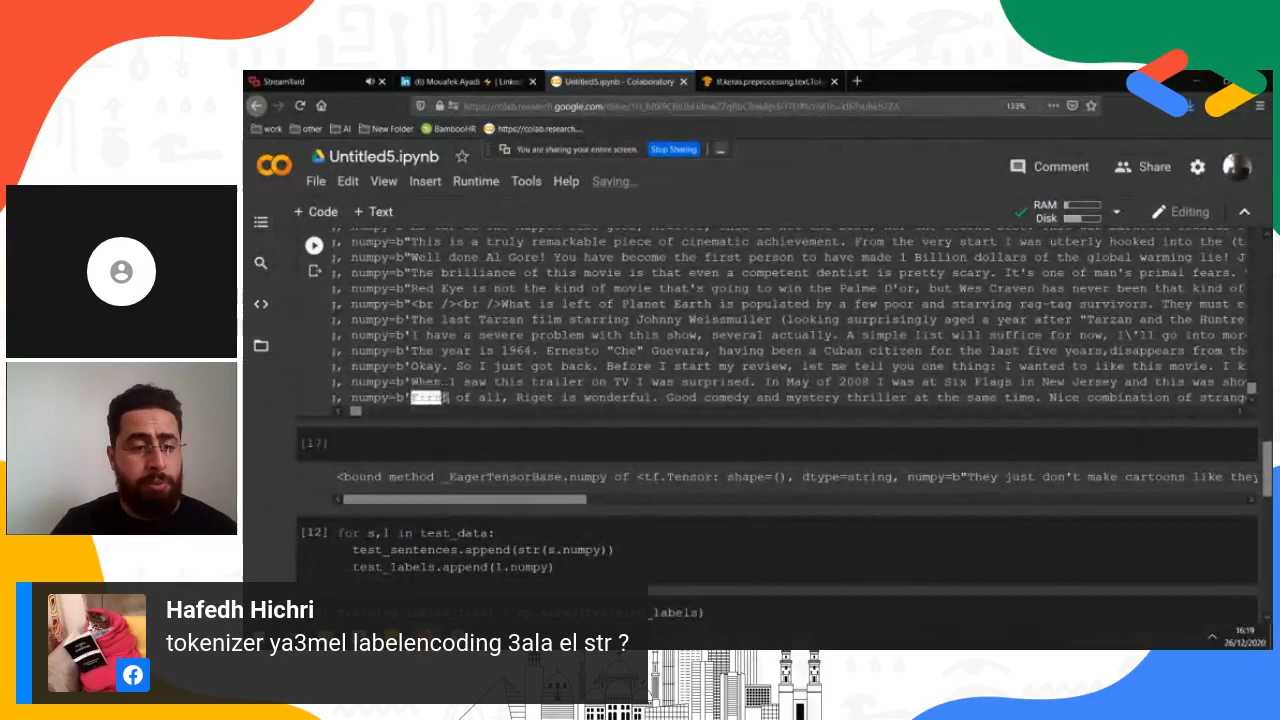 StreamYard
(6) Mouafek Ayadi
Untitled5.ipynb - Colaboratory
tf.keras.preprocessing.text.Tok
133%
work
other
AI
New Folder
BambooHR
https://colab.research...
You are sharing your entire screen.
Stop Sharing
Untitled5.ipynb
Comment
Share
File Edit View Insert Runtime Tools Help Saving...
+ Code + Text
RAM
Disk
Editing
], numpy=b"This is a truly remarkable piece of cinematic achievement. From the very start I was utterly hooked into the (t
], numpy=b"Well done Al Gore! You have become the first person to have made 1 Billion dollars of the global warming lie! J
], numpy=b"The brilliance of this movie is that even a competent dentist is pretty scary. It's one of man's primal fears.
], numpy=b"Red Eye is not the kind of movie that's going to win the Palme D'or, but Wes Craven has never been that kind of
], numpy=b"<br /><br />What is left of Planet Earth is populated by a few poor and starving rag-tag survivors. They must e
], numpy=b'The last Tarzan film starring Johnny Weissmuller (looking surprisingly aged a year after "Tarzan and the Huntre
], numpy=b'I have a severe problem with this show, several actually. A simple list will suffice for now, I\'ll go into mor
], numpy=b'The year is 1964. Ernesto "Che" Guevara, having been a Cuban citizen for the last five years,disappears from th
], numpy=b'Okay. So I just got back. Before I start my review, let me tell you one thing: I wanted to like this movie. I k
], numpy=b'When I saw this trailer on TV I was surprised. In May of 2008 I was at Six Flags in New Jersey and this was sho
], numpy=b' of all, Riget is wonderful. Good comedy and mystery thriller at the same time. Nice combination of strang
[17]
<bound method _EagerTensorBase.numpy of <tf.Tensor: shape=(), dtype=string, numpy=b"They just don't make cartoons like they
[12] for s,l in test_data:
test_sentences.append(str(s.numpy))
test_labels.append(l.numpy)
= np.array(training_labels)
16:19
26/12/2020
Hafedh Hichri
tokenizer ya3mel labelencoding 3ala el str ?